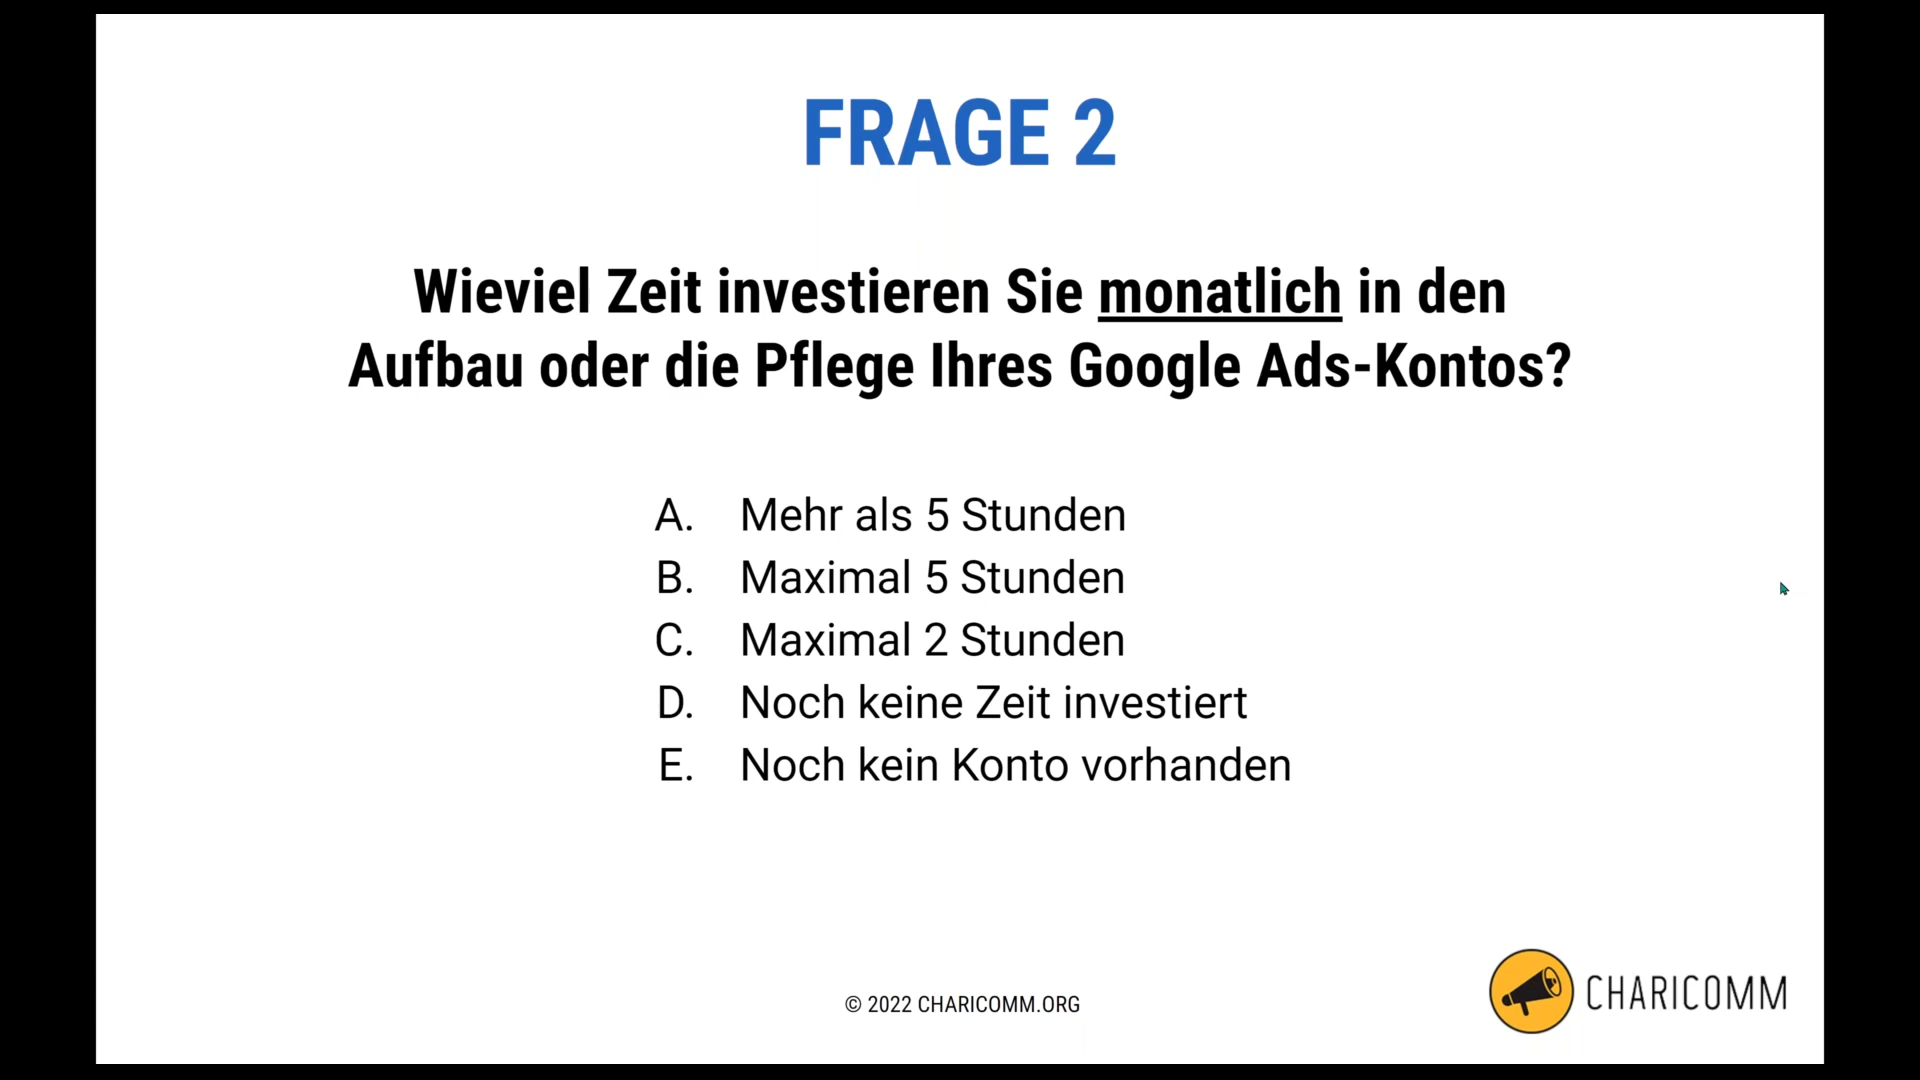 FRAGE 2
Wieviel Zeit investieren Sie monatlich in den
Aufbau oder die Pflege Ihres Google Ads-Kontos?
A. Mehr als 5 Stunden
B. Maximal 5 Stunden
C. Maximal 2 Stunden
D. Noch keine Zeit investiert
E. Noch kein Konto vorhanden
© 2022 CHARICOMM.ORG
CHARICOMM